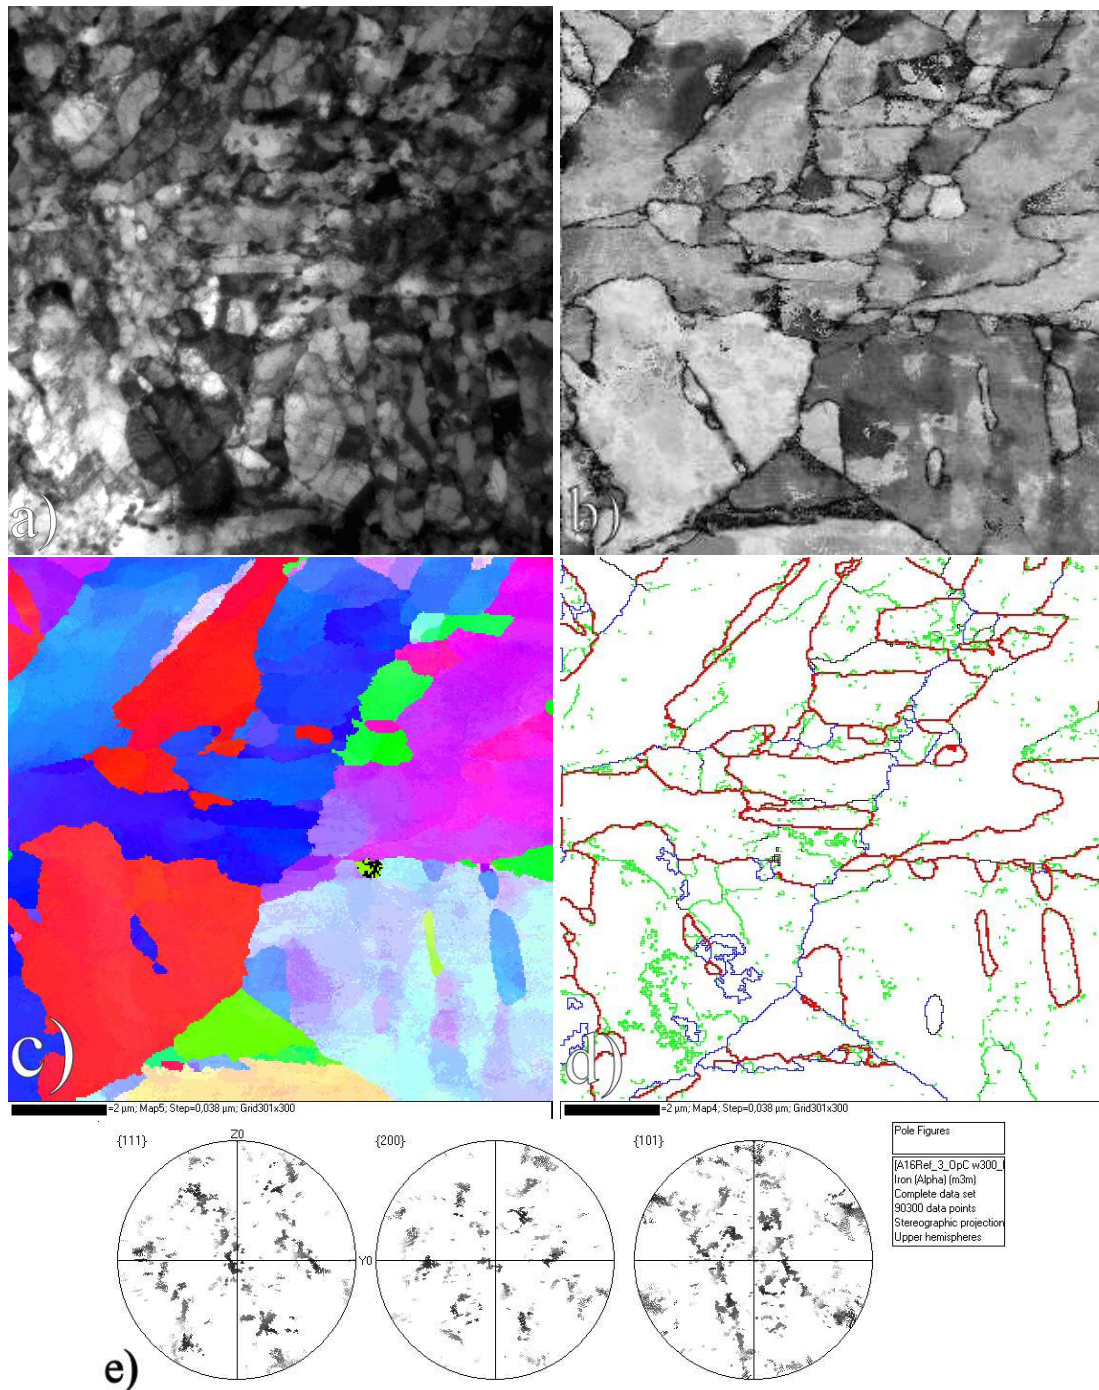 a)
b)
c)
d)
=2 µm; Map5; Step=0,038 µm; Grid301x300
=2 µm; Map4; Step=0,038 µm; Grid301x300
{111}
Z0
Y0
{200}
{101}
Pole Figures
[A16Ref_3_OpC w300_
Iron (Alpha) (m3m)
Complete data set
90300 data points
Stereographic projection
Upper hemispheres
e)